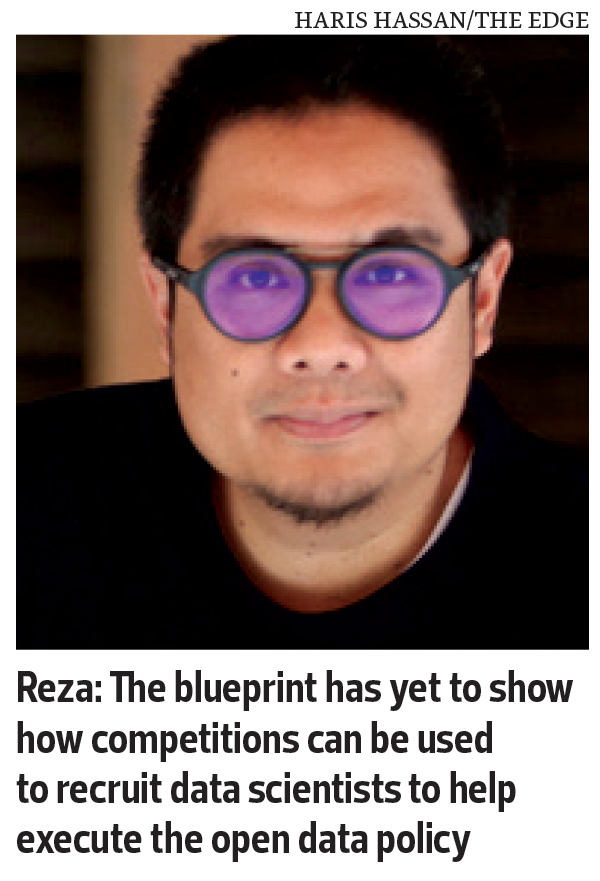 HARIS HASSAN/THE EDGE
Reza: The blueprint has yet to show
how competitions can be used
to recruit data scientists to help
execute the open data policy